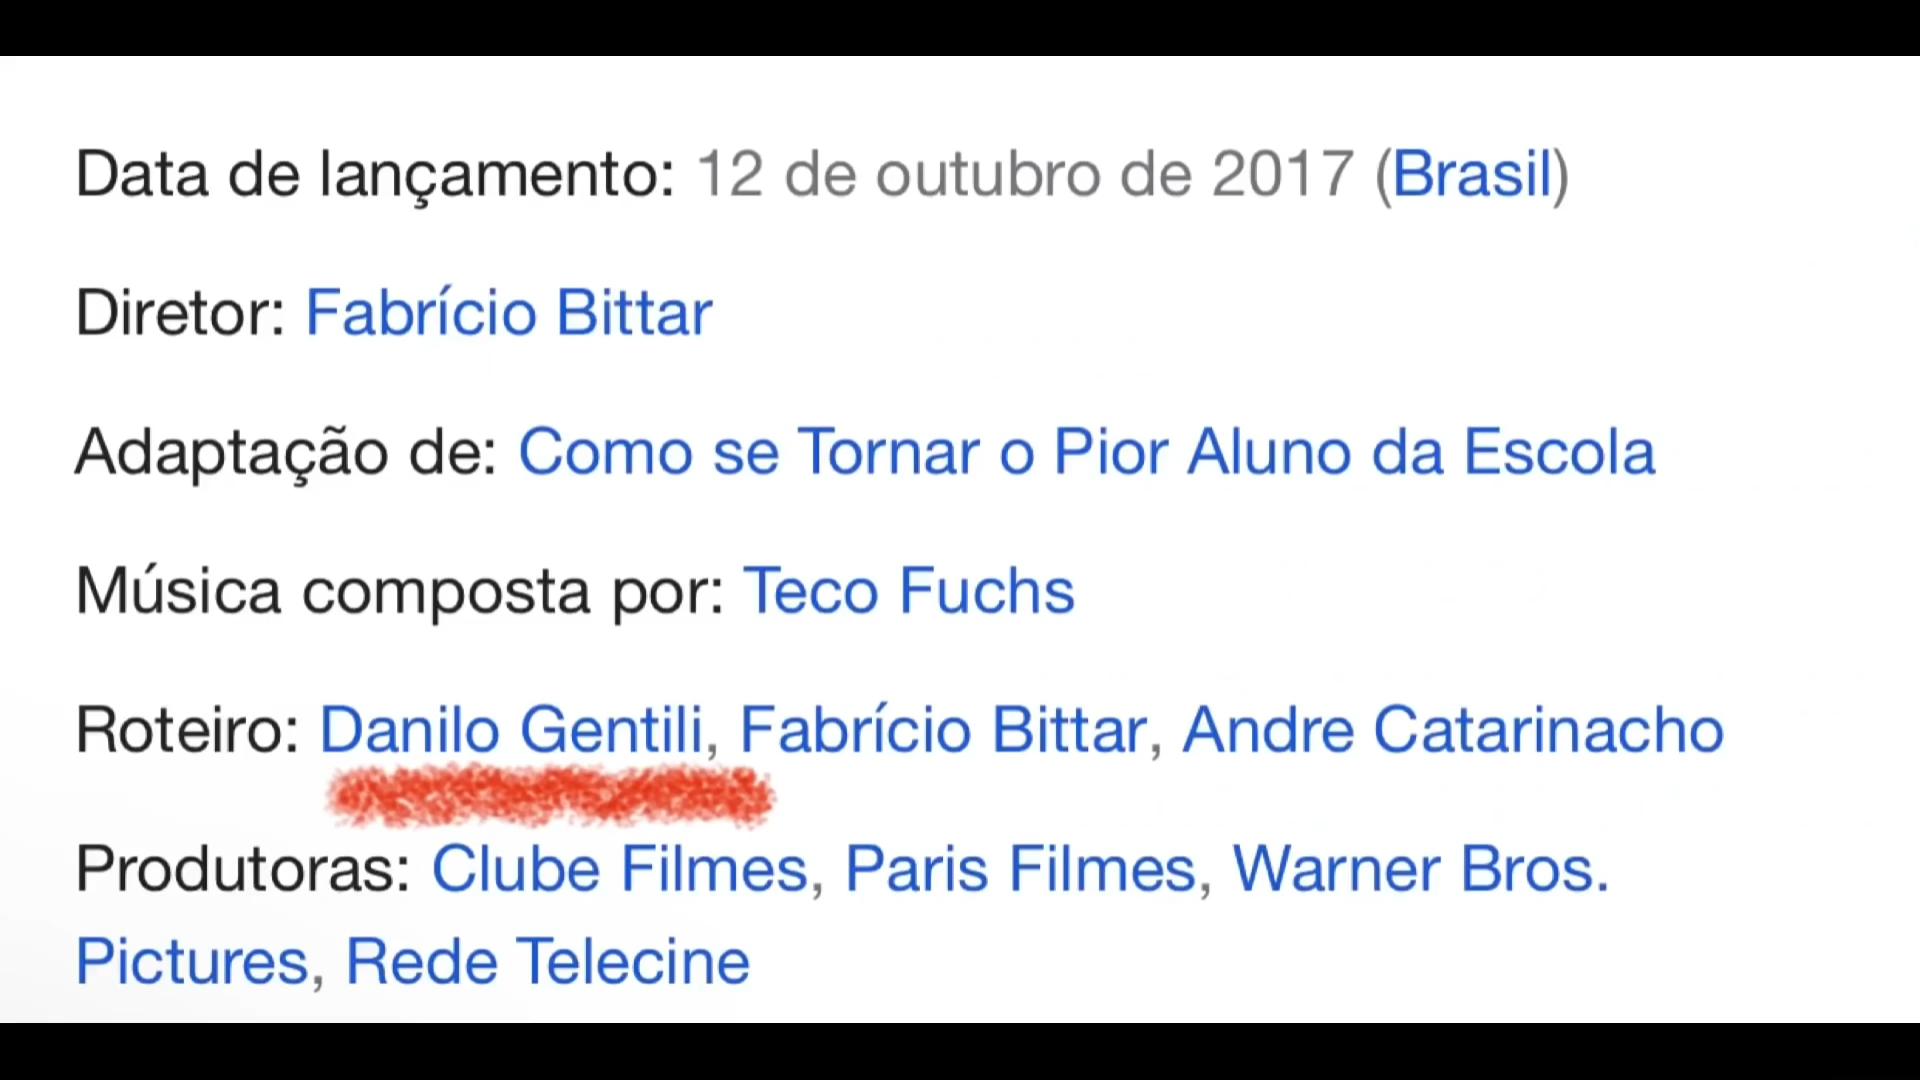 Data de lançamento: 12 de outubro de 2017 (Brasil)
Diretor: Fabrício Bittar
Adaptação de: Como se Tornar o Pior Aluno da Escola
Música composta por: Teco Fuchs
Roteiro: Danilo Gentili, Fabrício Bittar, Andre Catarinacho
Produtoras: Clube Filmes, Paris Filmes, Warner Bros.
Pictures, Rede Telecine